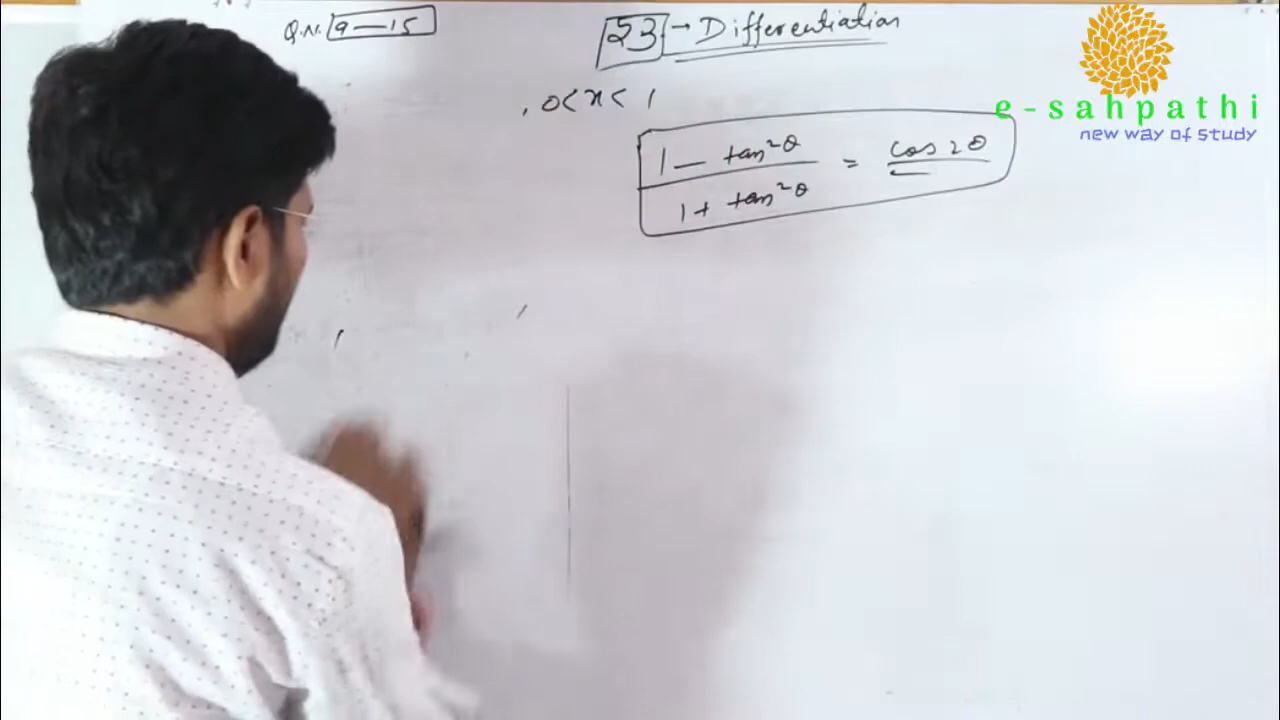 Q.N. 9 — 15
23 → Differentiation
e-sahpathi
new way of study
, 0 < x < 1
1 - tan²θ / 1 + tan²θ = cos 2θ